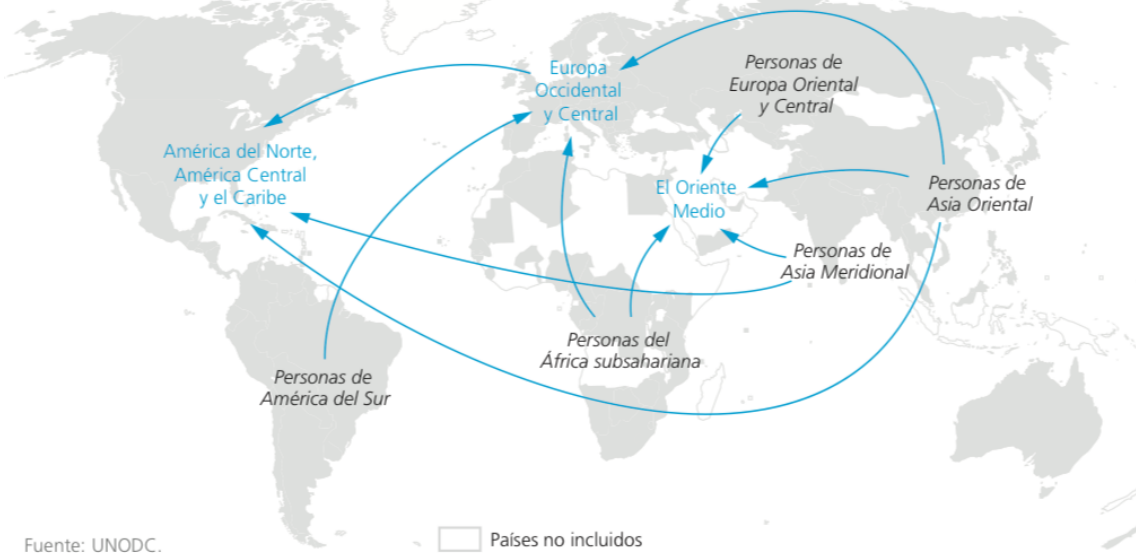 Europa
Occidental
y Central
Personas de
Europa Oriental
y Central
América del Norte,
América Central
y el Caribe
El Oriente
Medio
Personas de
Asia Oriental
Personas de
Asia Meridional
Personas del
África subsahariana
Personas de
América del Sur
Fuente: UNODC.
Países no incluidos